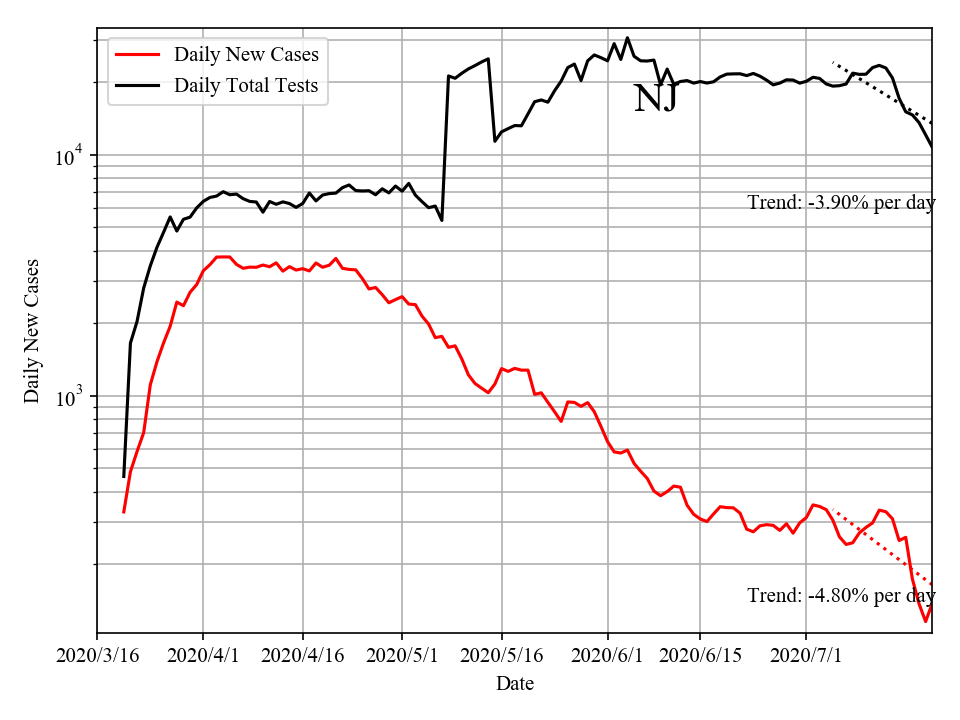 Daily New Cases
Daily Total Tests
NJ
10^4
Trend: -3.90% per day
Daily New Cases
10^3
Trend: -4.80% per day
2020/3/16 2020/4/1 2020/4/16 2020/5/1 2020/5/16 2020/6/1 2020/6/15 2020/7/1
Date